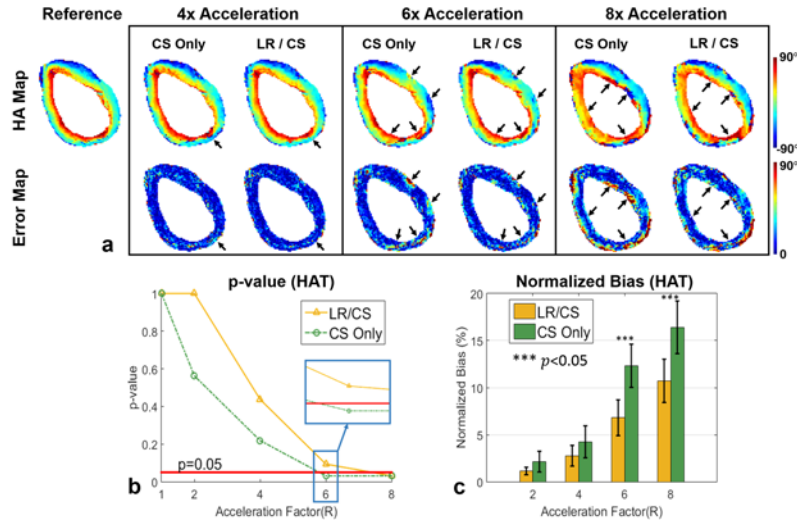 Reference
4x Acceleration
6x Acceleration
8x Acceleration
CS Only
LR / CS
CS Only
LR / CS
CS Only
LR / CS
HA Map
90°
-90°
Error Map
90°
0
a
p-value (HAT)
LR/CS
CS Only
p-value
1
0.8
0.6
0.4
0.2
0
p=0.05
1
2
4
6
8
Acceleration Factor(R)
b
Normalized Bias (HAT)
LR/CS
CS Only
*** p<0.05
***
***
Normalized Bias (%)
20
15
10
5
0
2
4
6
8
Acceleration Factor(R)
c